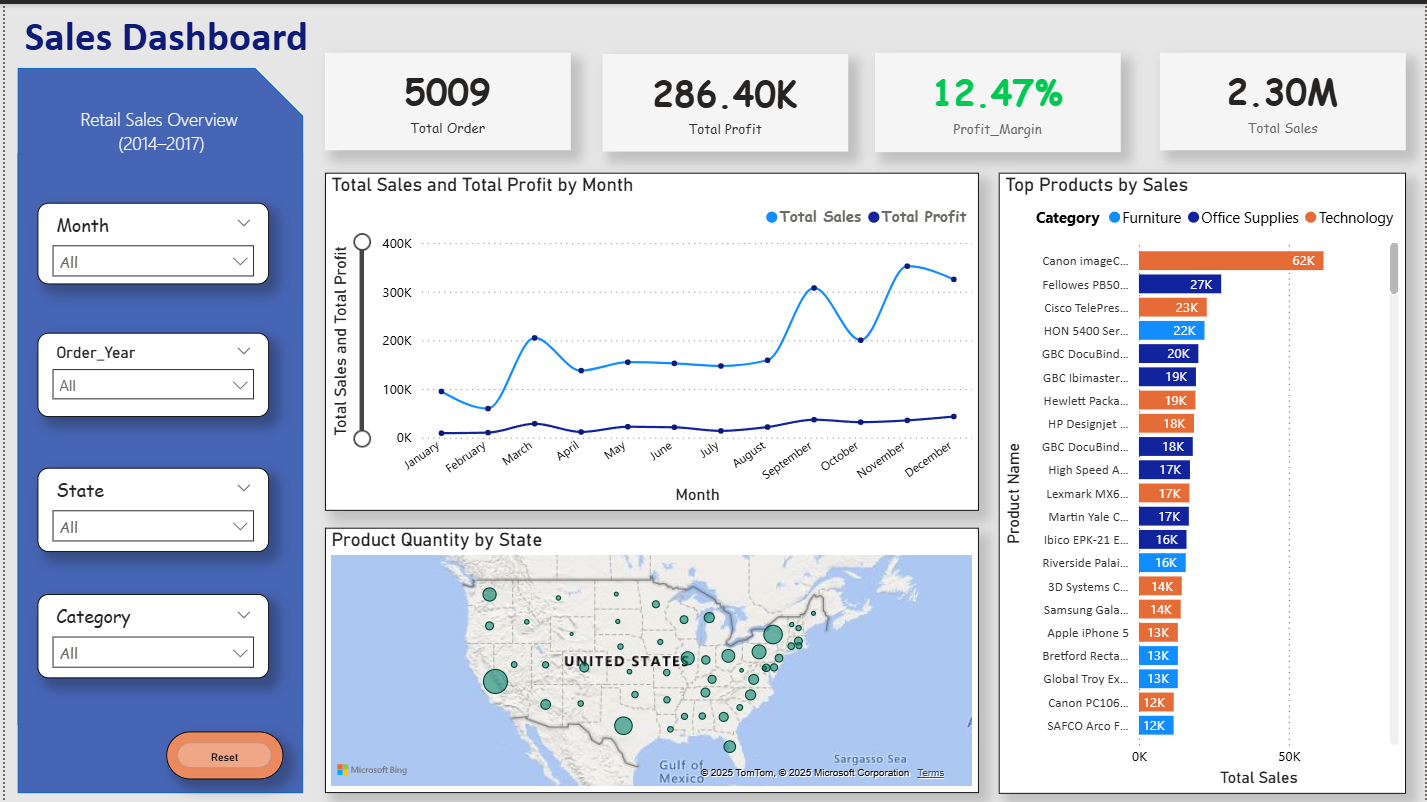 Sales Dashboard
Retail Sales Overview
(2014–2017)
Month
All
Order_Year
All
State
All
Category
All
Reset
5009
Total Order
286.40K
Total Profit
12.47%
Profit_Margin
2.30M
Total Sales
Total Sales and Total Profit by Month
Total Sales Total Profit
Total Sales and Total Profit
400K
300K
200K
100K
0K
January February March April May June July August September October November December
Month
Product Quantity by State
UNITED STATES
Gulf of
Mexico
Sargasso Sea
A
Microsoft Bing
© 2025 TomTom, © 2025 Microsoft Corporation Terms
Top Products by Sales
Category Furniture Office Supplies Technology
Product Name
Canon imageC... 62K
Fellowes PB50... 27K
Cisco TelePres... 23K
HON 5400 Ser... 22K
GBC DocuBind... 20K
GBC Ibimaster... 19K
Hewlett Packa... 19K
HP Designjet ... 18K
GBC DocuBind... 18K
High Speed A... 17K
Lexmark MX6... 17K
Martin Yale C... 17K
Ibico EPK-21 E... 16K
Riverside Palai... 16K
3D Systems C... 14K
Samsung Gala... 14K
Apple iPhone 5 13K
Bretford Recta... 13K
Global Troy Ex... 13K
Canon PC106... 12K
SAFCO Arco F... 12K
0K 50K
Total Sales